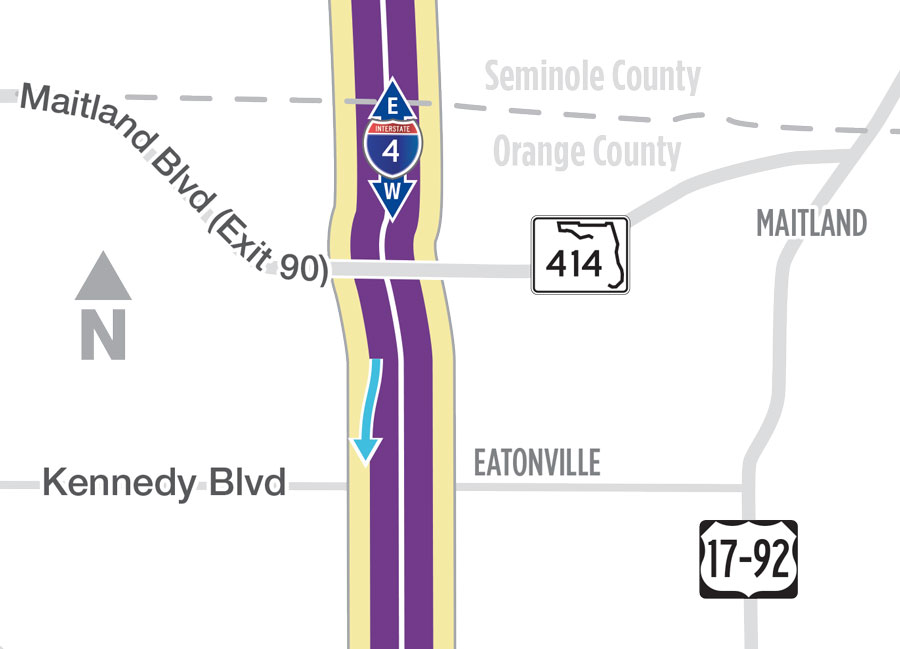 Seminole County
Maitland Blvd (Exit 90)
E
INTERSTATE
4
W
Orange County
MAITLAND
414
N
EATONVILLE
Kennedy Blvd
17-92